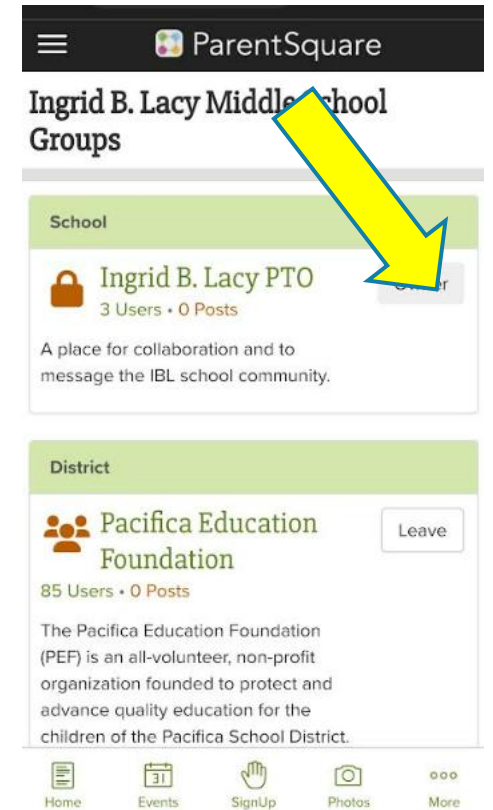 ParentSquare
Ingrid B. Lacy Middle School
Groups
School
Ingrid B. Lacy PTO
Owner
3 Users • 0 Posts
A place for collaboration and to
message the IBL school community.
District
Pacifica Education
Foundation
Leave
85 Users • 0 Posts
The Pacifica Education Foundation
(PEF) is an all-volunteer, non-profit
organization founded to protect and
advance quality education for the
children of the Pacifica School District.
31
Home Events SignUp Photos More